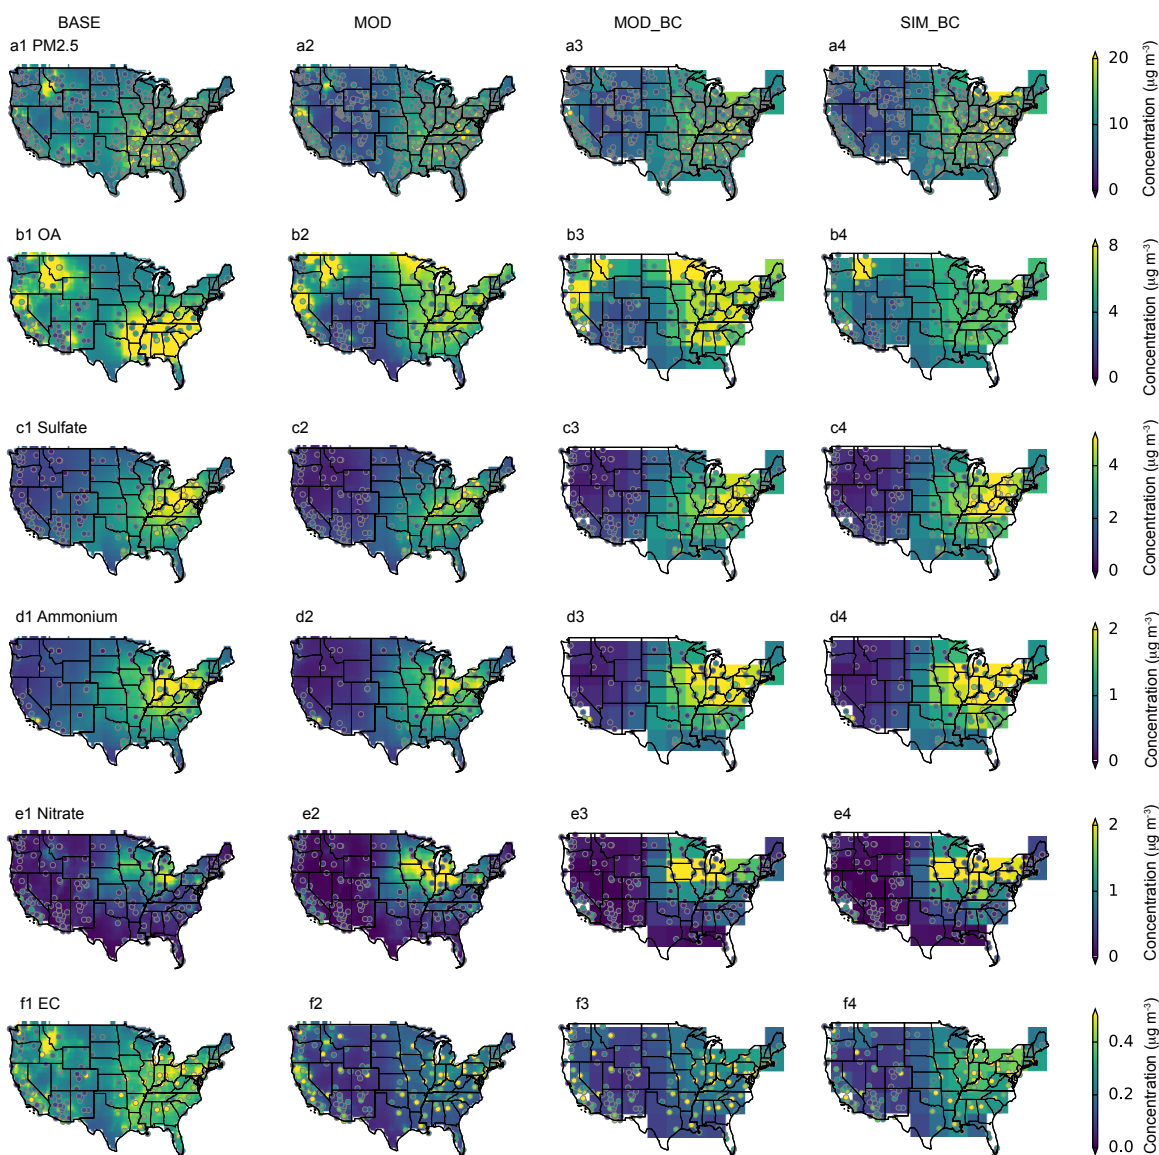 BASE MOD MOD_BC SIM_BC
a1 PM2.5 a2 a3 a4
20
10
0
Concentration (µg m⁻³)
b1 OA b2 b3 b4
8
4
0
Concentration (µg m⁻³)
c1 Sulfate c2 c3 c4
4
2
0
Concentration (µg m⁻³)
d1 Ammonium d2 d3 d4
2
1
0
Concentration (µg m⁻³)
e1 Nitrate e2 e3 e4
2
1
0
Concentration (µg m⁻³)
f1 EC f2 f3 f4
0.4
0.2
0.0
Concentration (µg m⁻³)